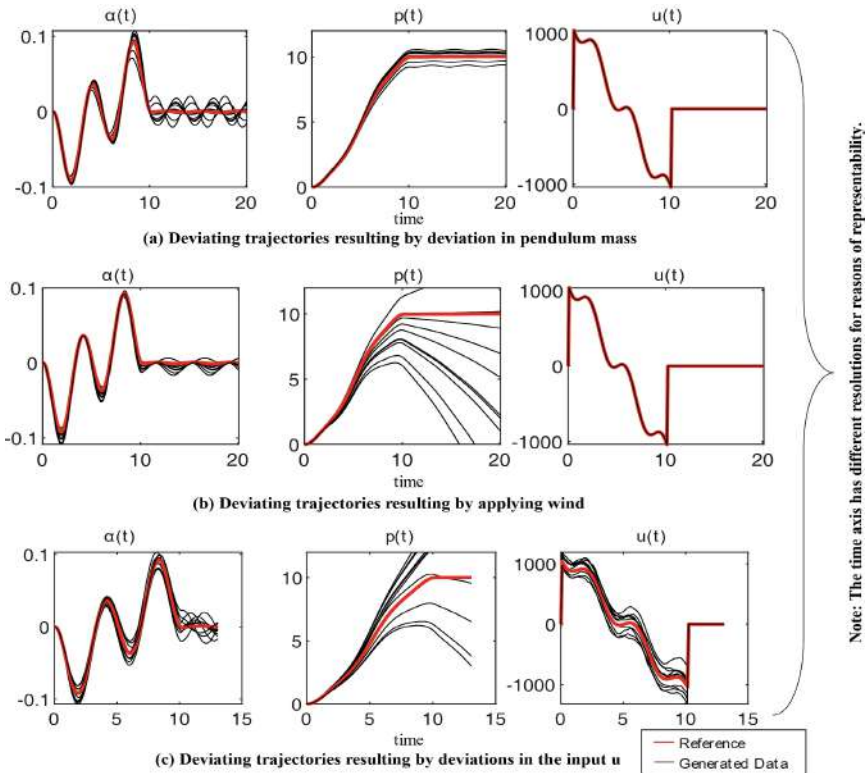 α(t) p(t) u(t)
0.1 10 1000
0 5 0
-0.1 0 -1000
0 10 20 0 10 20 0 10 20
time
(a) Deviating trajectories resulting by deviation in pendulum mass
α(t) p(t) u(t)
0.1 10 1000
0 5 0
-0.1 0 -1000
0 10 20 0 10 20 0 10 20
time
(b) Deviating trajectories resulting by applying wind
α(t) p(t) u(t)
0.1 10 1000
0 5 0
-0.1 0 -1000
0 5 10 15 0 5 10 15 0 5 10 15
time
(c) Deviating trajectories resulting by deviations in the input u
Reference
Generated Data
Note: The time axis has different resolutions for reasons of representability.